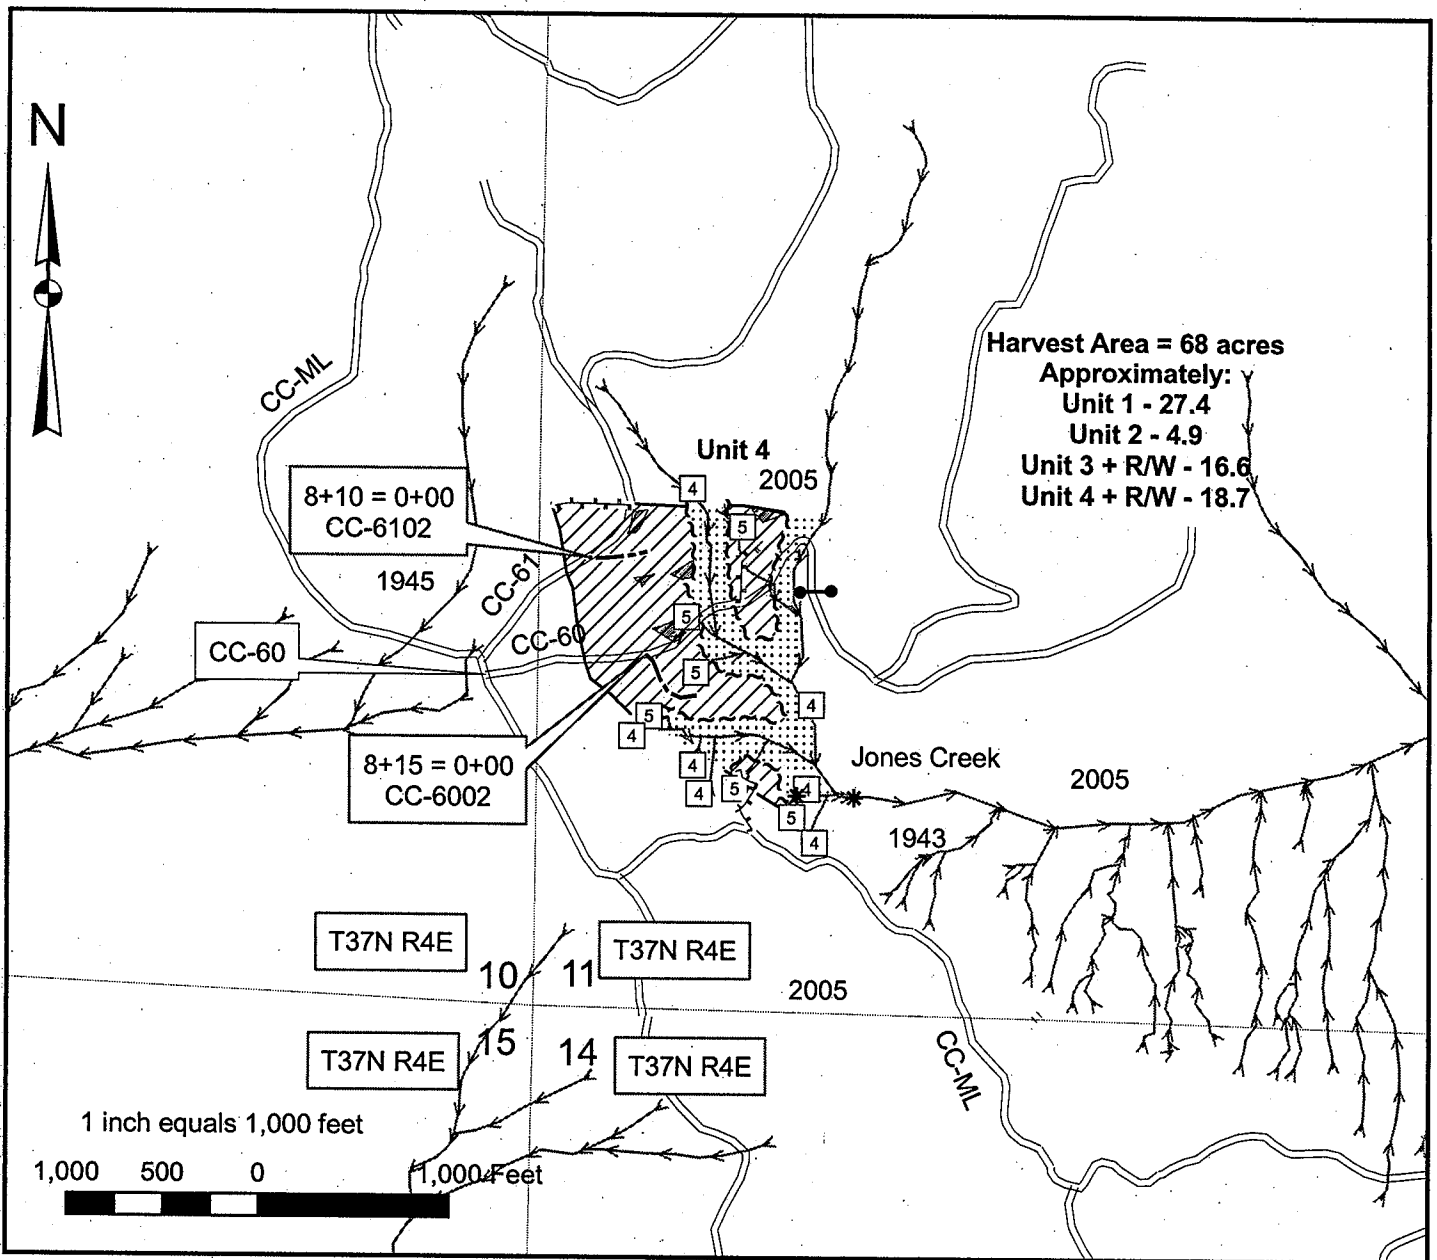 N
CC-ML
Harvest Area = 68 acres
Approximately:
Unit 1 - 27.4
Unit 2 - 4.9
Unit 3 + R/W - 16.6
Unit 4 + R/W - 18.7
Unit 4
2005
4
5
8+10 = 0+00
CC-6102
1945
CC-61
CC-60
CC-60
5
5
4
5
4
8+15 = 0+00
CC-6002
4
4
5
4
5
4
Jones Creek
2005
1943
T37N R4E
T37N R4E
10
11
2005
15
14
T37N R4E
T37N R4E
CC-ML
1 inch equals 1,000 feet
1,000 500 0 1,000 Feet